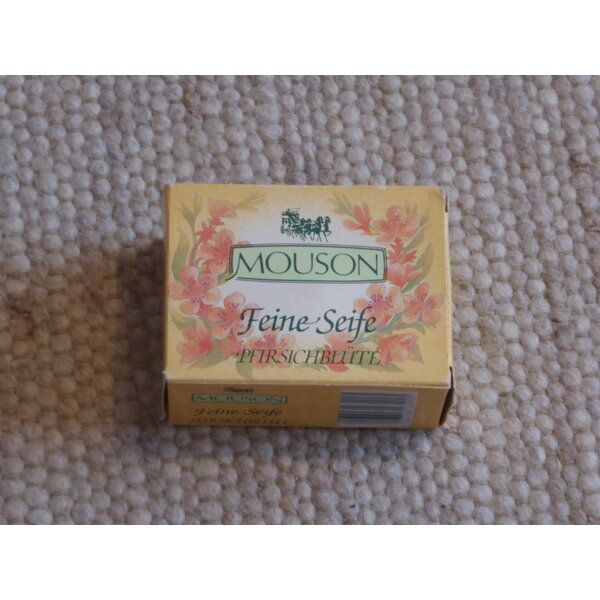 MOUSON
Feine Seife
PFIRSICHBLÜTE
MOUSON
Feine Seife
PFIRSICHBLÜTE